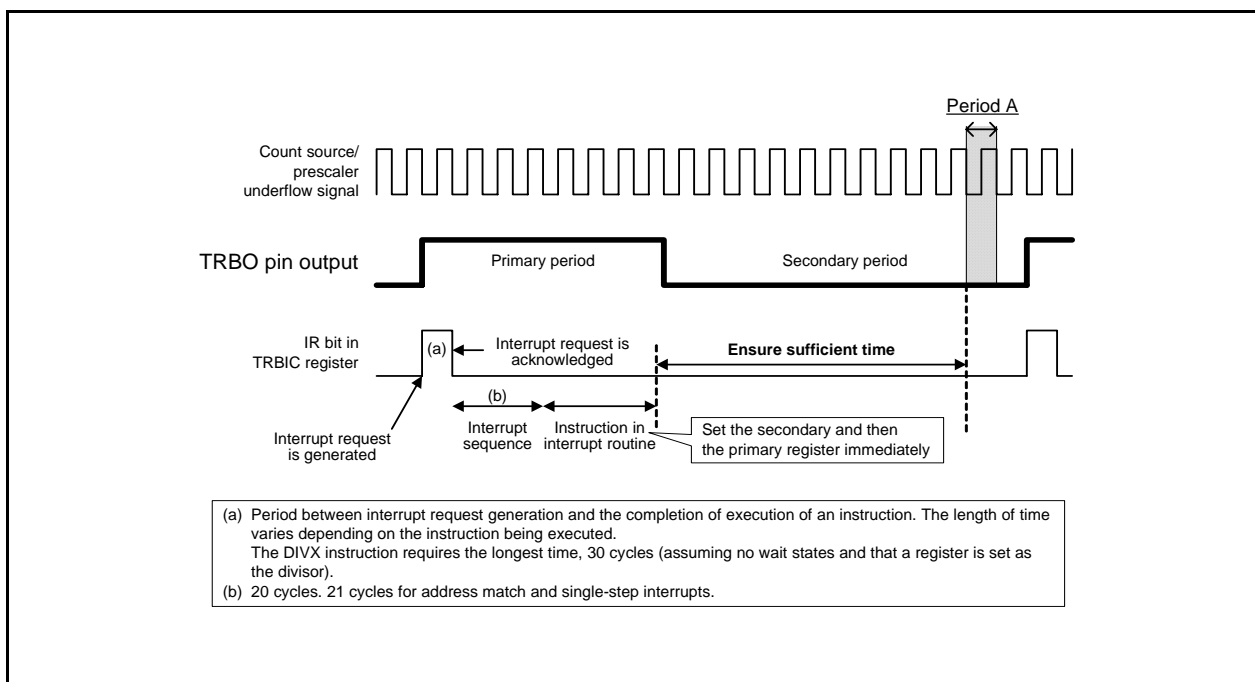 Period A
Count source/
prescaler
underflow signal
TRBO pin output
Primary period
Secondary period
IR bit in
TRBIC register
(a)
Interrupt request is
acknowledged
Ensure sufficient time
(b)
Interrupt request
is generated
Interrupt
sequence
Instruction in
interrupt routine
Set the secondary and then
the primary register immediately
(a) Period between interrupt request generation and the completion of execution of an instruction. The length of time
varies depending on the instruction being executed.
The DIVX instruction requires the longest time, 30 cycles (assuming no wait states and that a register is set as
the divisor).
(b) 20 cycles. 21 cycles for address match and single-step interrupts.